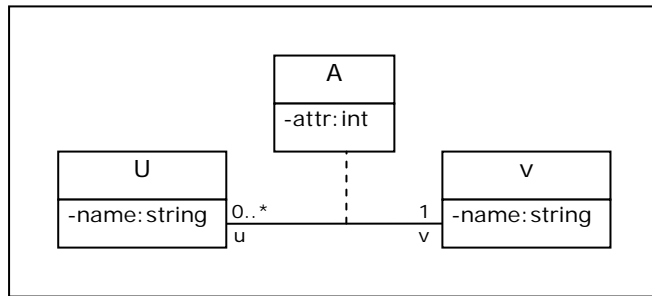 A
-attr:int
U
-name:string
0..*
u
1
v
v
-name:string